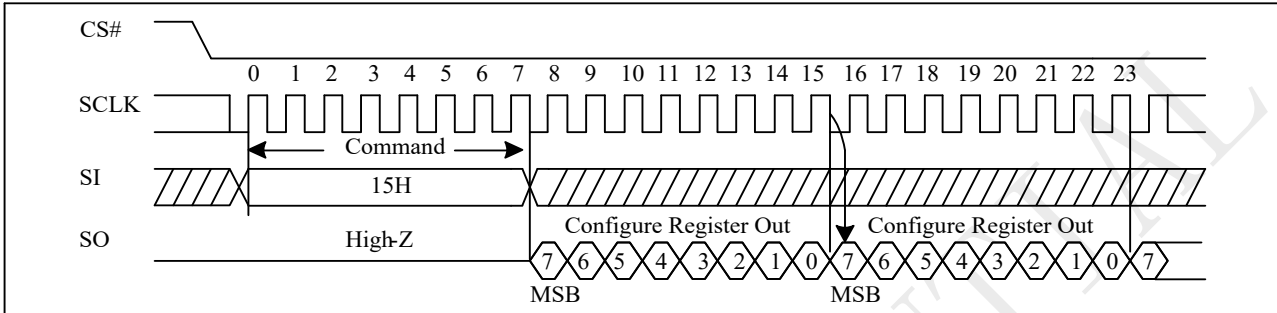 CS#
0 1 2 3 4 5 6 7 8 9 10 11 12 13 14 15 16 17 18 19 20 21 22 23
SCLK
Command
SI
15H
Configure Register Out Configure Register Out
SO
High-Z
7 6 5 4 3 2 1 0 7 6 5 4 3 2 1 0 7
MSB MSB